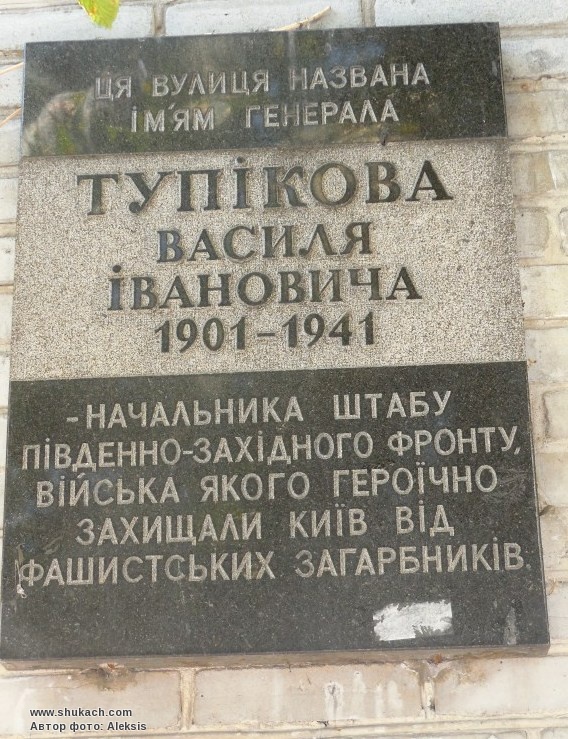 ЦЯ ВУЛИЦЯ НАЗВАНА
ІМ'ЯМ ГЕНЕРАЛА
ТУПІКОВА
ВАСИЛЯ
ІВАНОВИЧА
1901-1941
-НАЧАЛЬНИКА ШТАБУ
ПІВДЕННО-ЗАХІДНОГО ФРОНТУ,
ВІЙСЬКА ЯКОГО ГЕРОЇЧНО
ЗАХИЩАЛИ КИЇВ ВІД
ФАШИСТСЬКИХ ЗАГАРБНИКІВ.
www.shukach.com
Автор фото: Aleksis